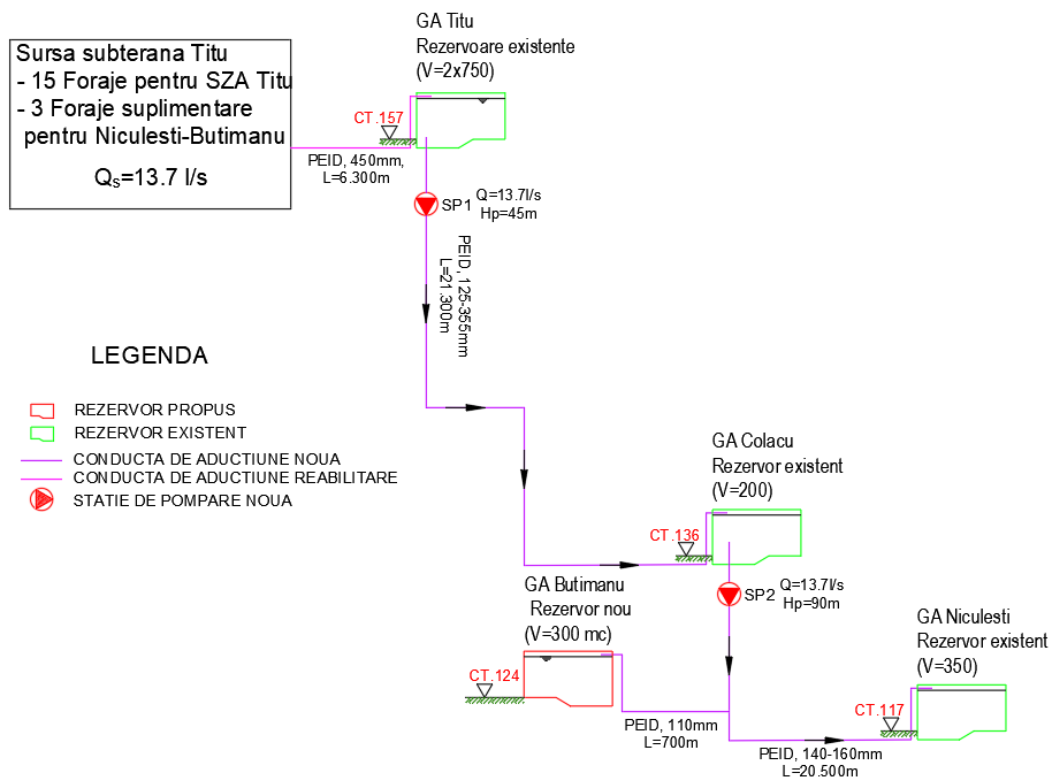 Sursa subterana Titu
- 15 Foraje pentru SZA Titu
- 3 Foraje suplimentare
pentru Niculesti-Butimanu
Qs=13.7 l/s
GA Titu
Rezervoare existente
(V=2x750)
CT.157
PEID, 450mm,
L=6.300m
SP1
Q=13.7l/s
Hp=45m
PEID, 125-355mm
L=21.300m
LEGENDA
REZERVOR PROPUS
REZERVOR EXISTENT
CONDUCTA DE ADUCTIUNE NOUA
CONDUCTA DE ADUCTIUNE REABILITARE
STATIE DE POMPARE NOUA
GA Colacu
Rezervor existent
(V=200)
CT.136
SP2
Q=13.7l/s
Hp=90m
GA Butimanu
Rezervor nou
(V=300 mc)
CT.124
PEID, 110mm
L=700m
GA Niculesti
Rezervor existent
(V=350)
CT.117
PEID, 140-160mm
L=20.500m